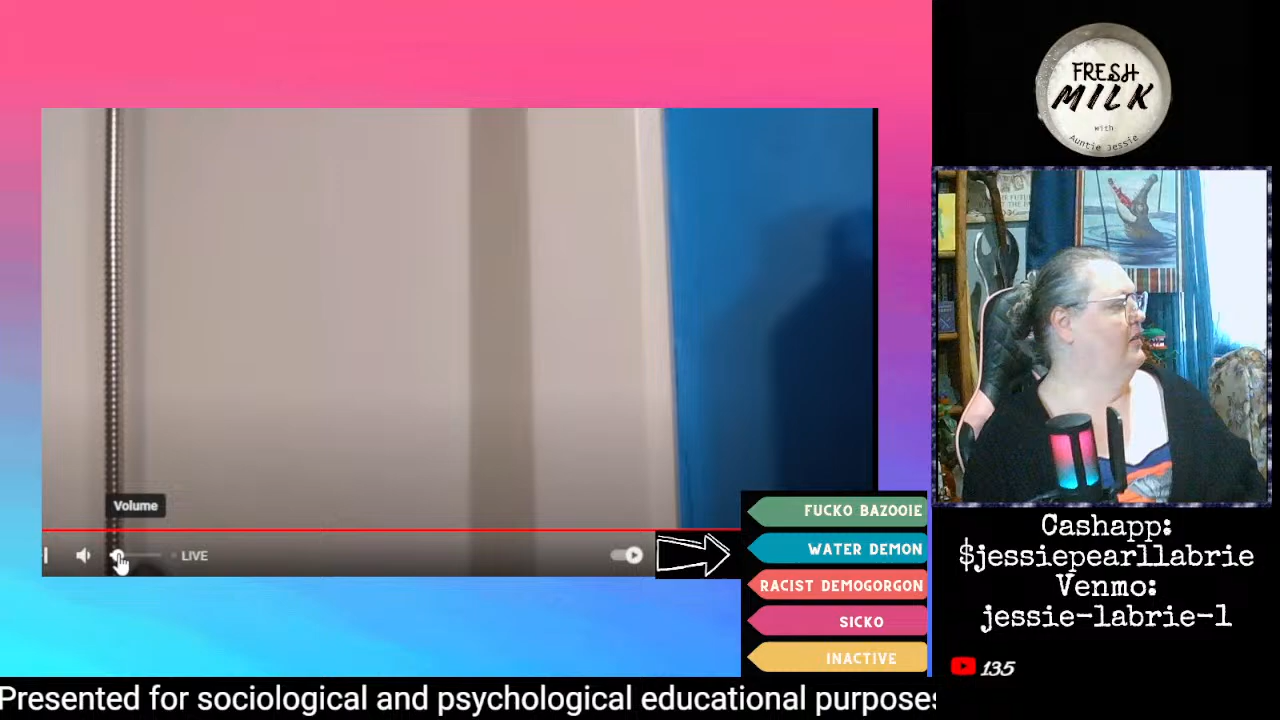 FRESH
MILK
with
Auntie Jessie
Volume
LIVE
FUCKO BAZOOIE
WATER DEMON
RACIST DEMOGORGON
SICKO
INACTIVE
Cashapp:
$jessiepearllabrie
Venmo:
jessie-labrie-1
135
Presented for sociological and psychological educational purposes